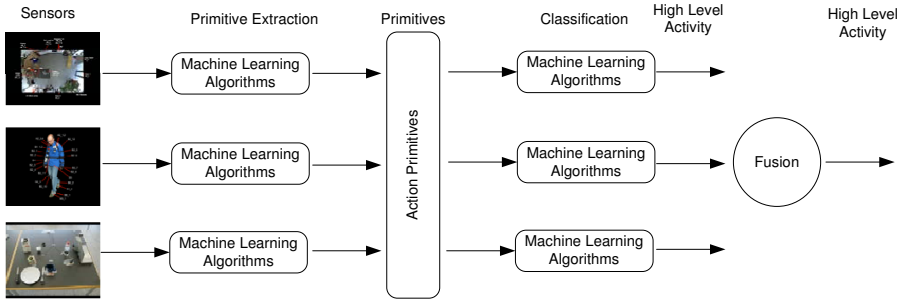 Sensors
Primitive Extraction
Primitives
Classification
High Level
Activity
High Level
Activity
Machine Learning
Algorithms
Machine Learning
Algorithms
Machine Learning
Algorithms
Action Primitives
Machine Learning
Algorithms
Machine Learning
Algorithms
Machine Learning
Algorithms
Fusion